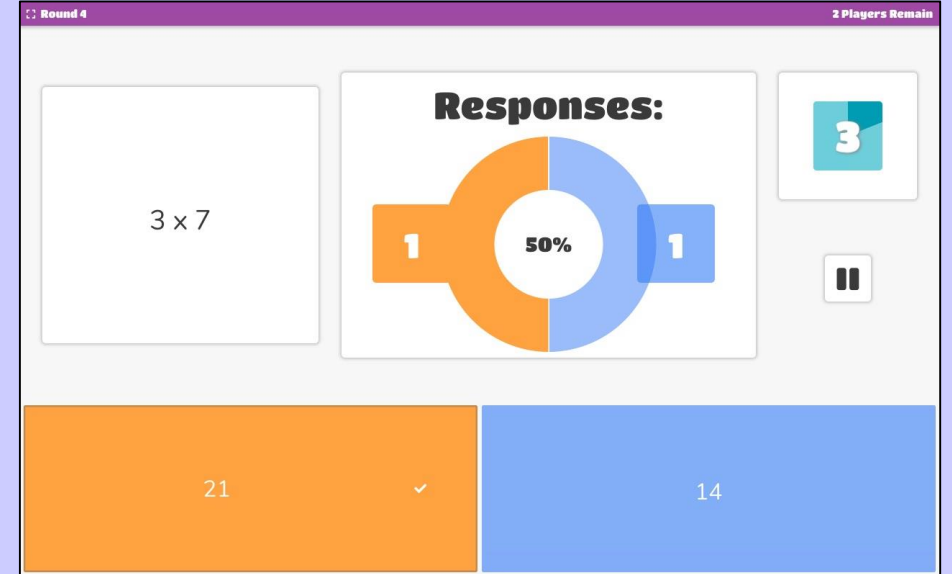 Round 4
2 Players Remain
3 x 7
Responses:
1
50%
1
3
21
14